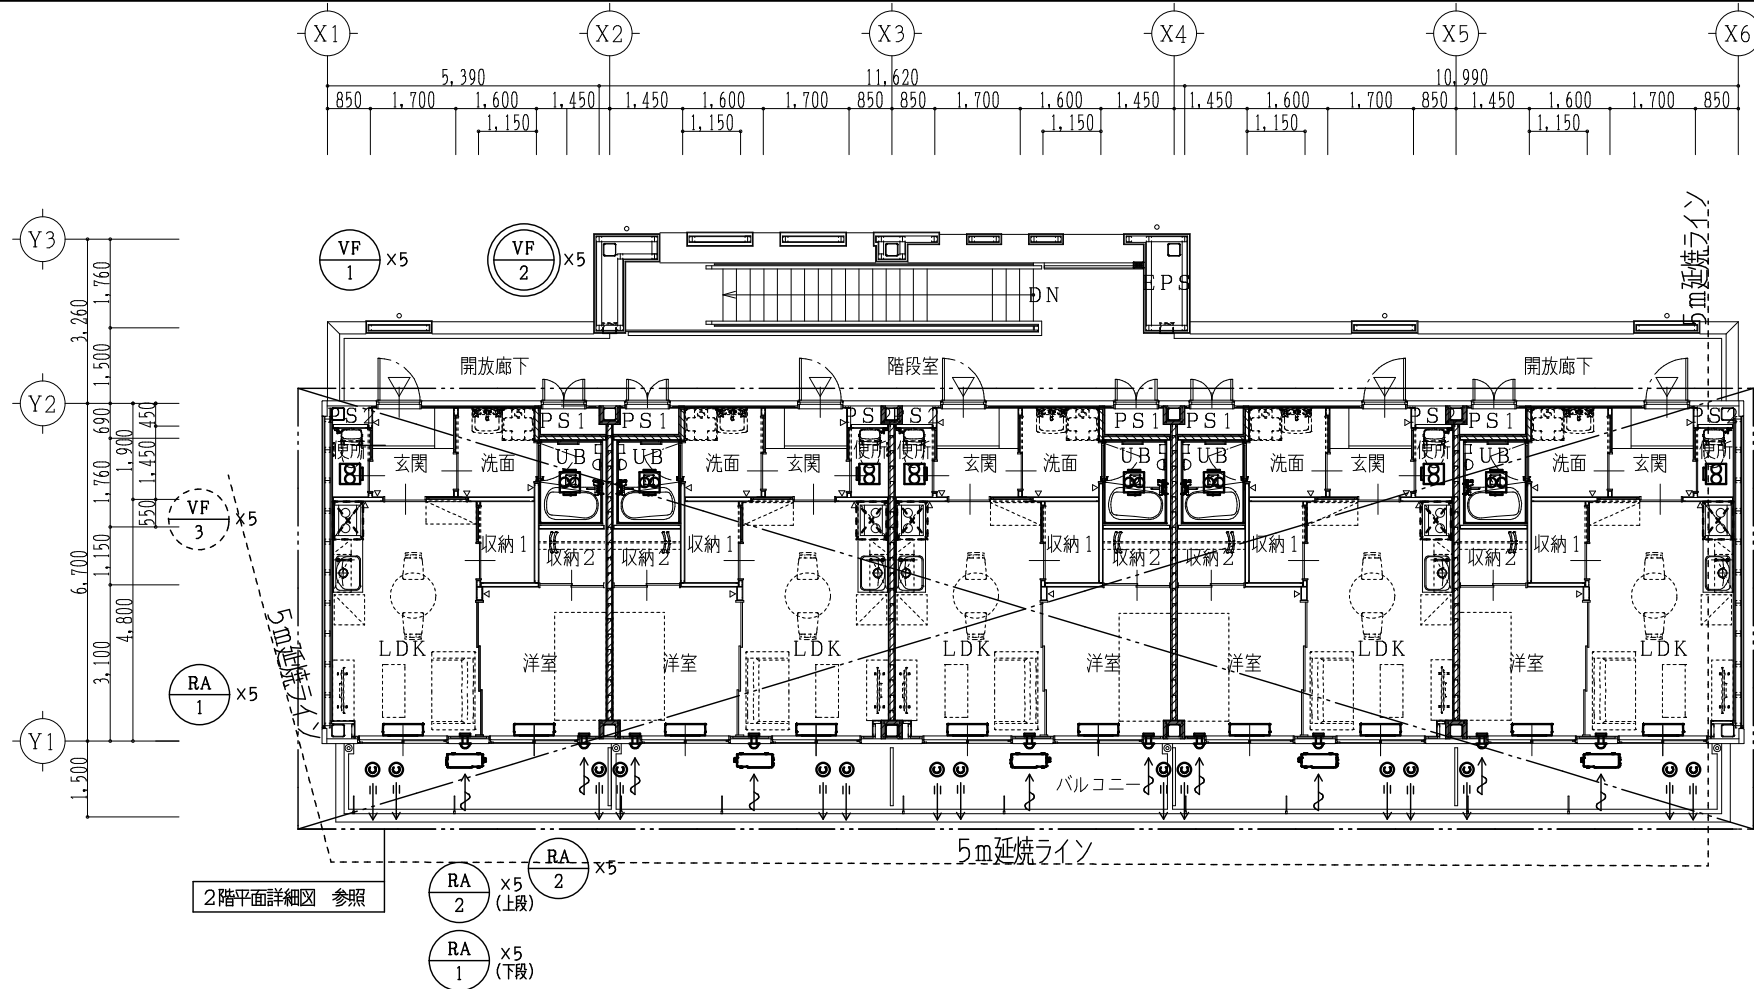 X1 X2 X3 X4 X5 X6
5,390 11,620 10,990
850 1,700 1,600 1,450 1,450 1,600 1,700 850 850 1,700 1,600 1,450 1,450 1,600 1,700 850 1,450 1,600 1,700 850
1,150 1,150 1,150 1,150 1,150
Y3
Y2
Y1
3,260
1,760
1,500
690
450
1,900
1,450
1,760
550
1,150
6,700
4,800
3,100
1,500
VF
1
×5
VF
2
×5
VF
3
×5
RA
1
×5
5m延焼ライン
5m延焼ライン
EPS
DN
開放廊下 階段室 開放廊下
PS2 PS1 PS1 PS2 PS2 PS1 PS1 PS2 PS1 PS2
便所 玄関 洗面 UB UB 洗面 玄関 便所 便所 玄関 洗面 UB UB 洗面 玄関 便所 UB 洗面 玄関 便所
収納1 収納2 収納2 収納1 収納1 収納2 収納2 収納1 収納2 収納1
LDK 洋室 洋室 LDK LDK 洋室 洋室 LDK 洋室 LDK
バルコニー
5m延焼ライン
2階平面詳細図 参照
RA
2
×5
RA
2
×5
(上段)
RA
1
×5
(下段)